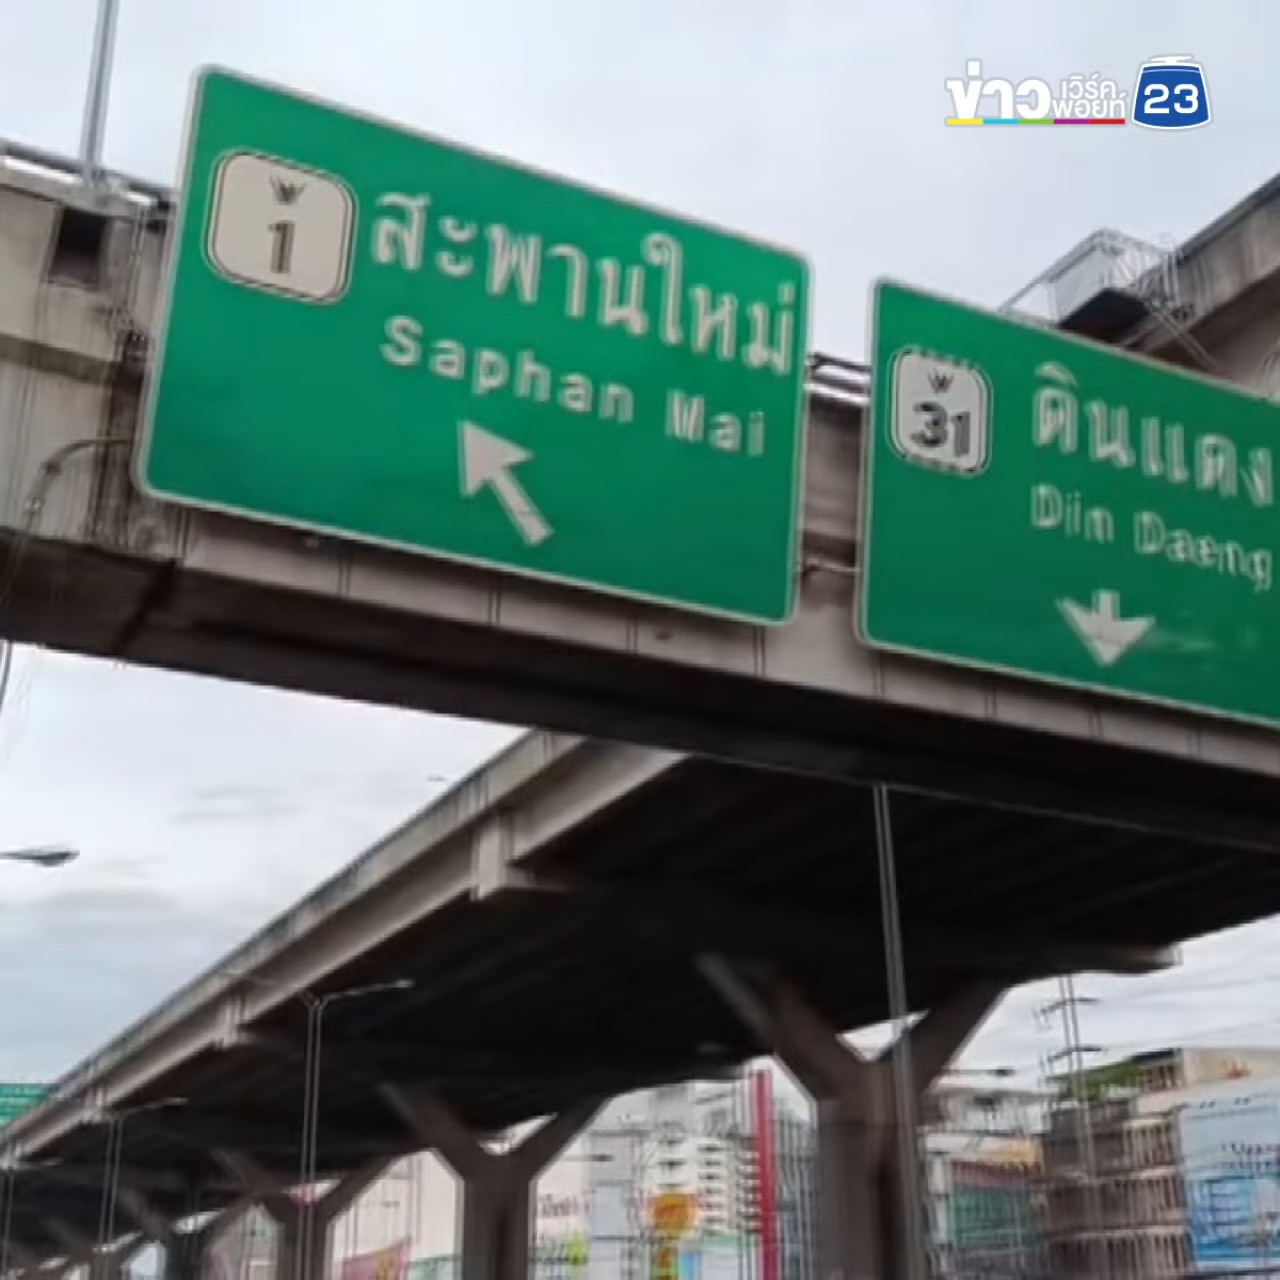 ข่าว เวิร์คพอยท์ 23
1
สะพานใหม่
Saphan Mai
31
ดินแดง
Din Daeng